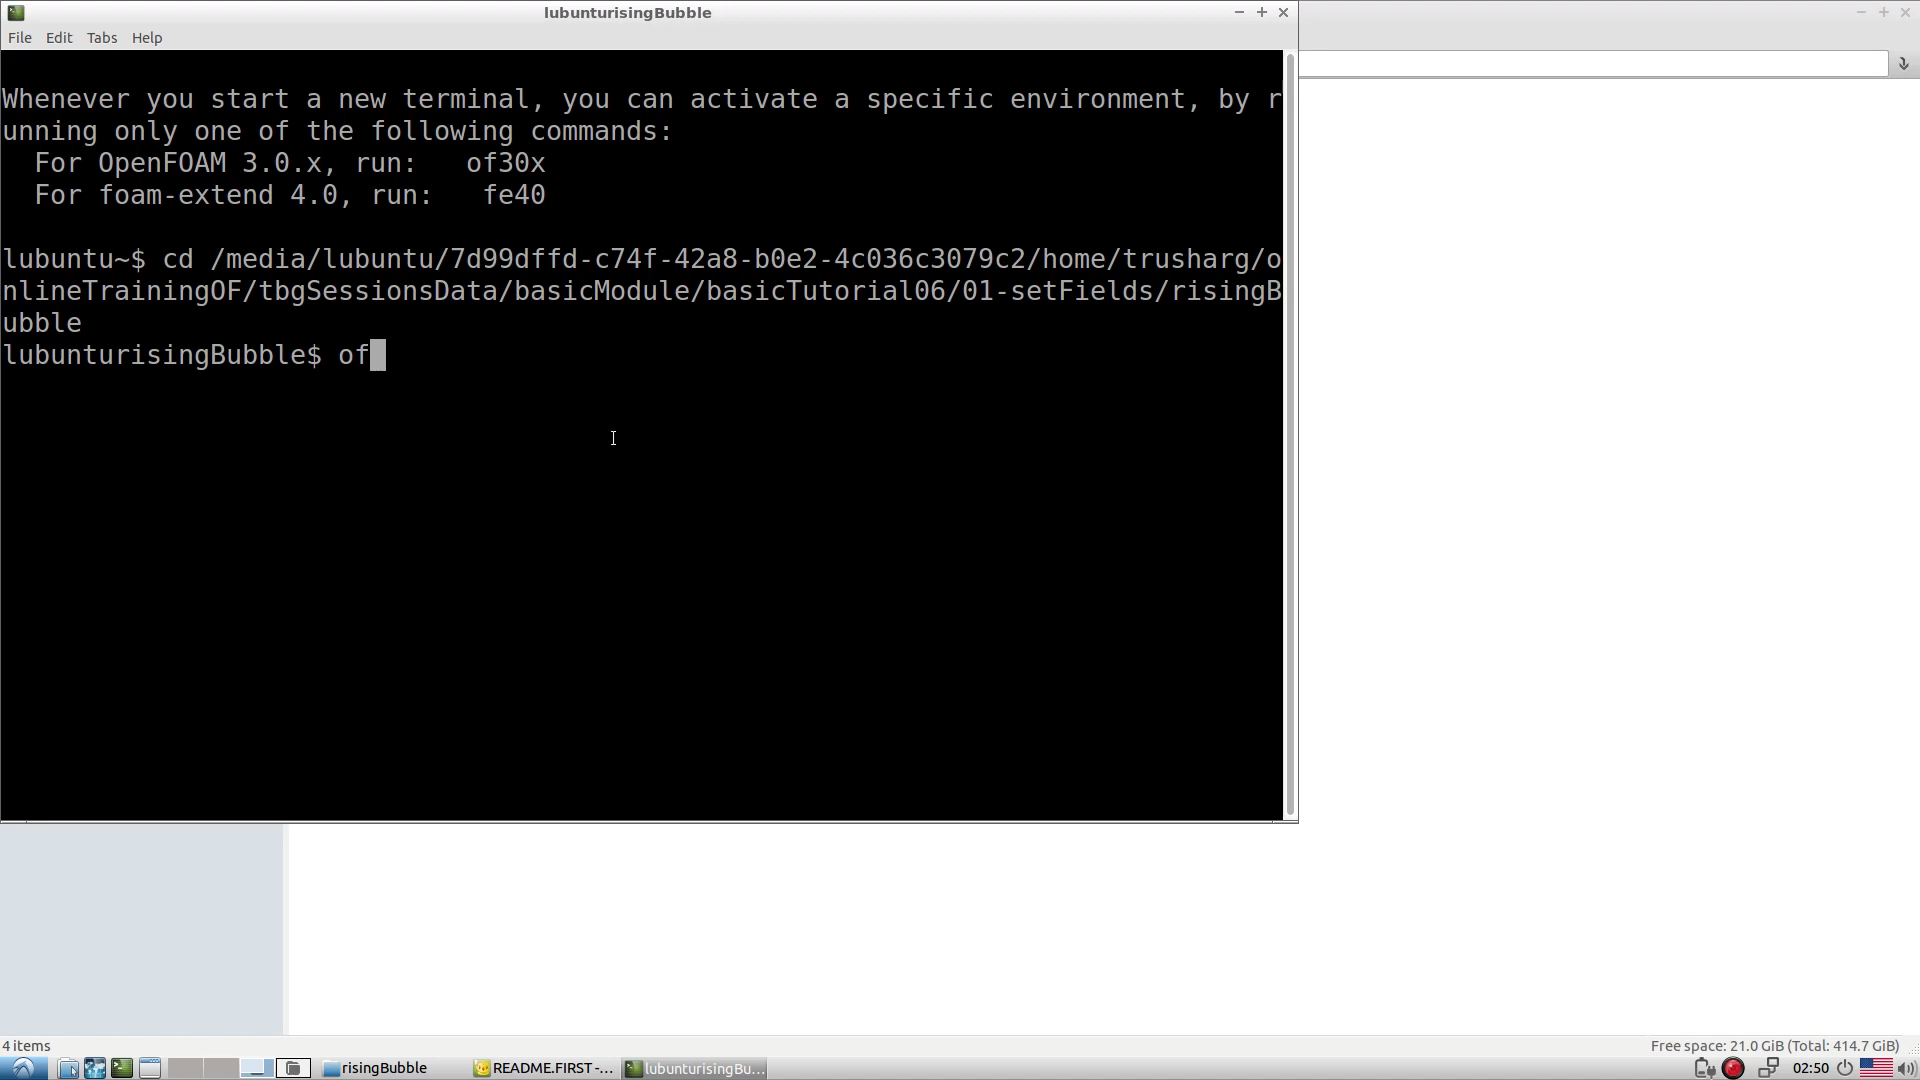 lubunturisingBubble
File Edit Tabs Help
Whenever you start a new terminal, you can activate a specific environment, by r
unning only one of the following commands:
For OpenFOAM 3.0.x, run: of30x
For foam-extend 4.0, run: fe40
lubuntu~$ cd /media/lubuntu/7d99dffd-c74f-42a8-b0e2-4c036c3079c2/home/trusharg/o
nlineTrainingOF/tbgSessionsData/basicModule/basicTutorial06/01-setFields/risingB
ubble
lubunturisingBubble$ of
4 items
Free space: 21.0 GiB (Total: 414.7 GiB)
risingBubble
README.FIRST -...
lubunturisingBu...
02:50